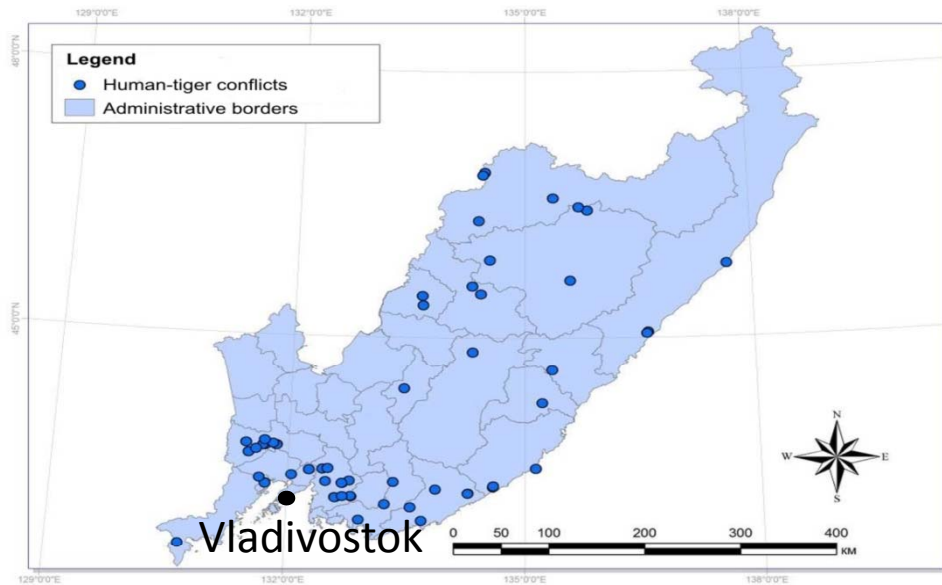 129°0'0"E 132°0'0"E 135°0'0"E 138°0'0"E
48°0'0"N
Legend
Human-tiger conflicts
Administrative borders
45°0'0"N
N
W E
S
Vladivostok
0 50 100 200 300 400
KM
129°0'0"E 132°0'0"E 135°0'0"E 138°0'0"E